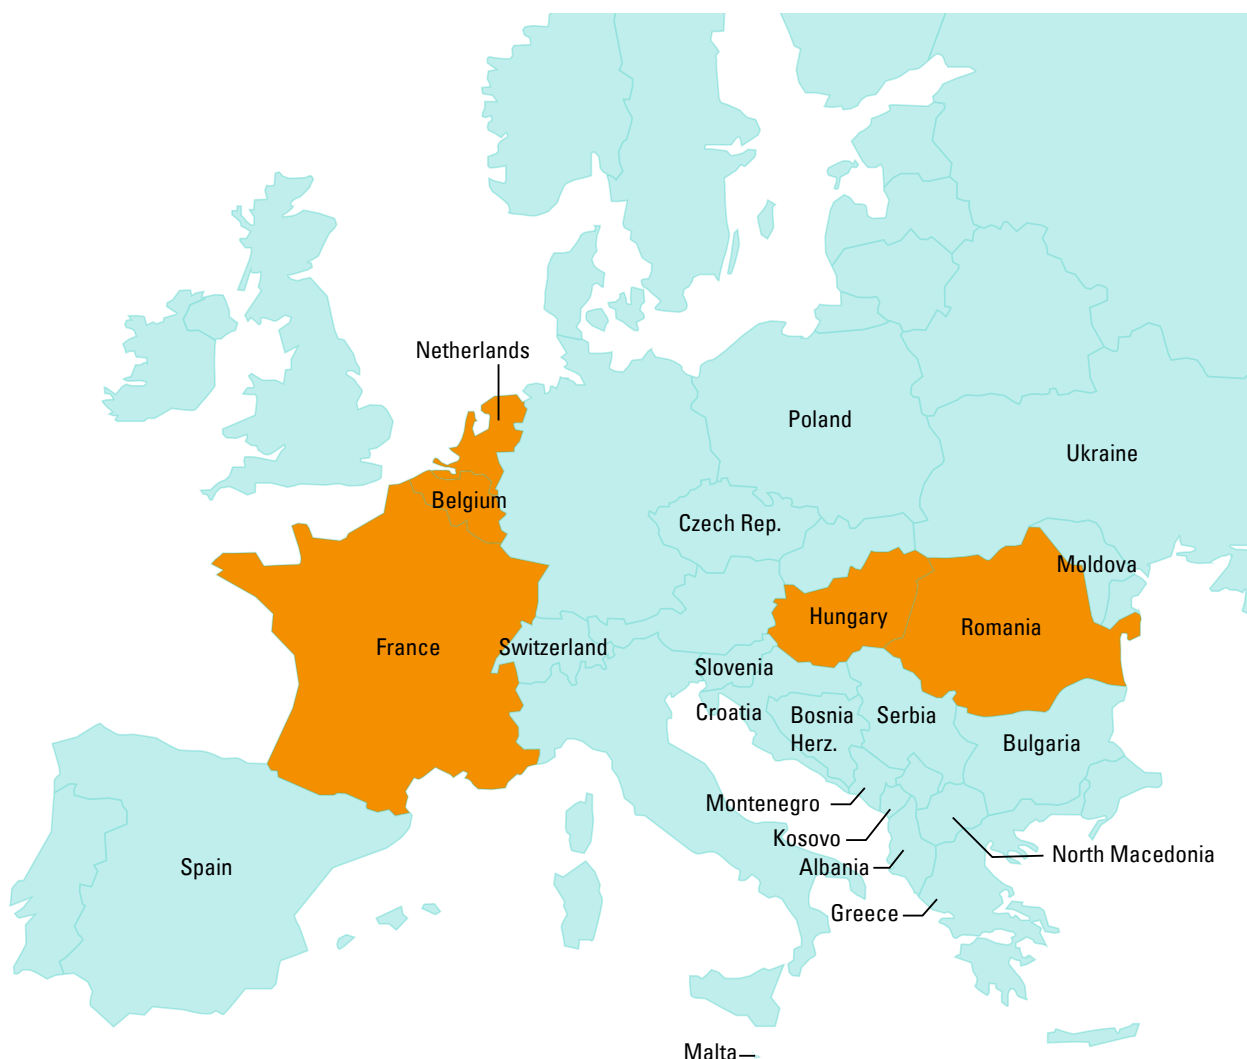 Netherlands
Poland
Ukraine
Belgium
Czech Rep.
Moldova
Hungary
Romania
France
Switzerland
Slovenia
Croatia
Bosnia
Herz.
Serbia
Bulgaria
Montenegro
Kosovo
North Macedonia
Albania
Spain
Greece
Malta